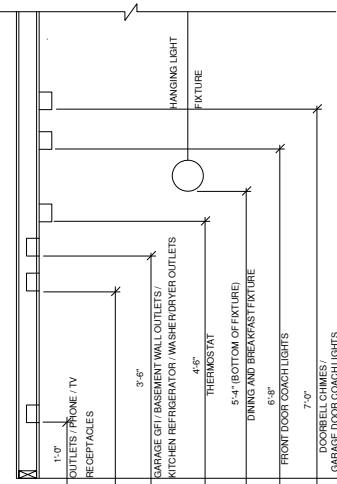 HANGING LIGHT
FIXTURE
1'-0"
OUTLETS / PHONE / TV
RECEPTACLES
3'-6"
GARAGE GFI / BASEMENT WALL OUTLETS /
KITCHEN REFRIGERATOR / WASHER/DRYER OUTLETS
4'-6"
THERMOSTAT
5'-4" (BOTTOM OF FIXTURE)
DINING AND BREAKFAST FIXTURE
6'-8"
FRONT DOOR COACH LIGHTS
7'-0"
DOORBELL CHIMES /
GARAGE DOOR COACH LIGHTS